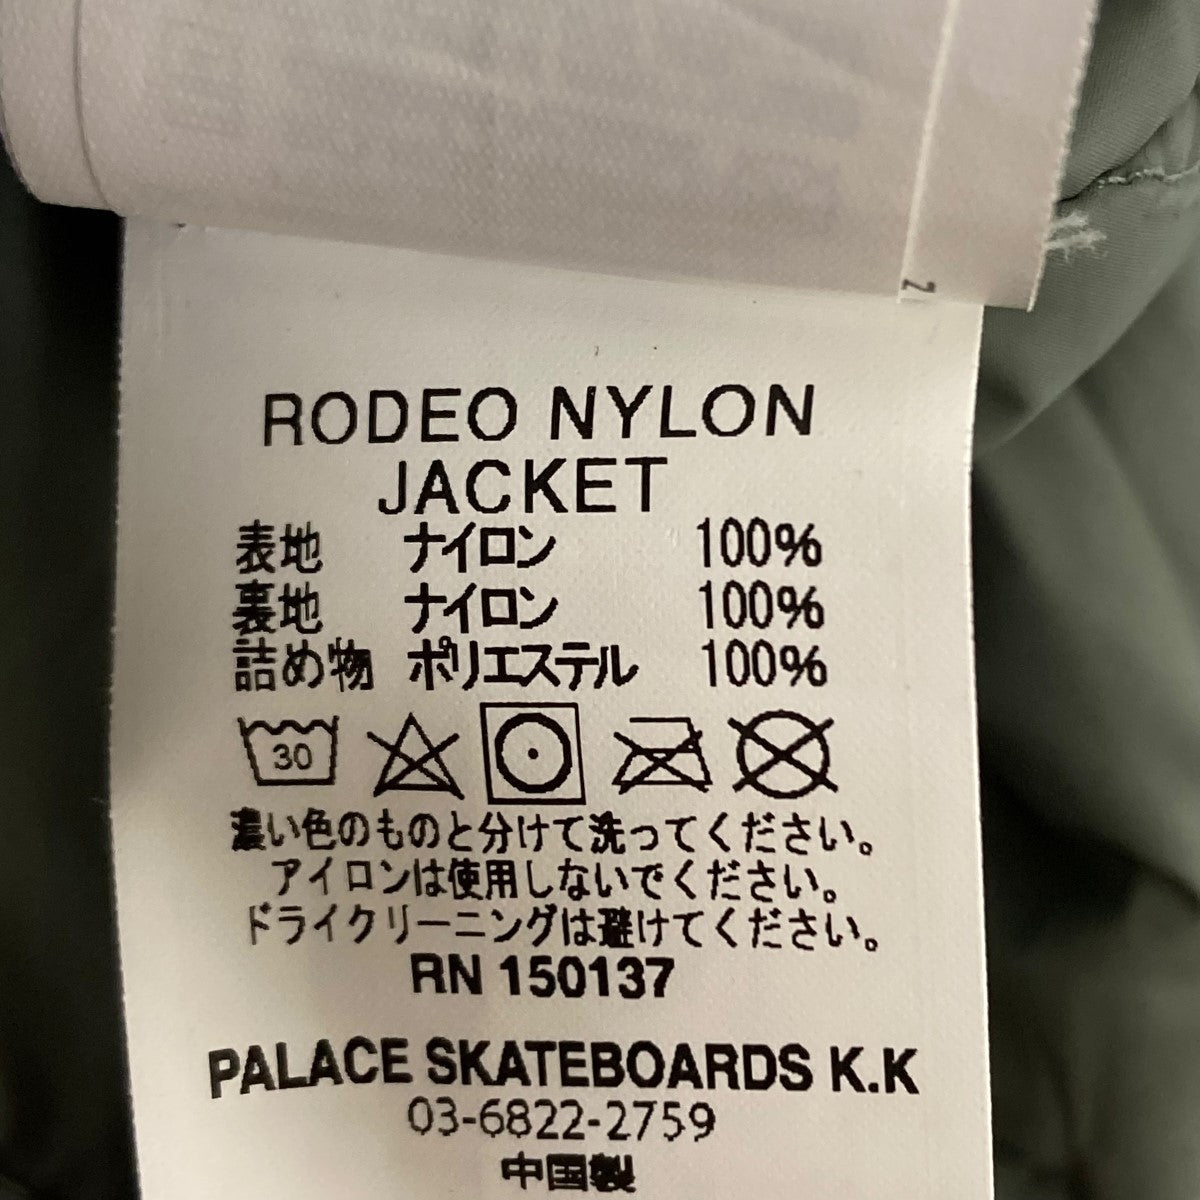 RODEO NYLON
JACKET
表地 ナイロン 100%
裏地 ナイロン 100%
詰め物 ポリエステル 100%
30
濃い色のものと分けて洗ってください。
アイロンは使用しないでください。
ドライクリーニングは避けてください。
RN 150137
PALACE SKATEBOARDS K.K
03-6822-2759
中国製